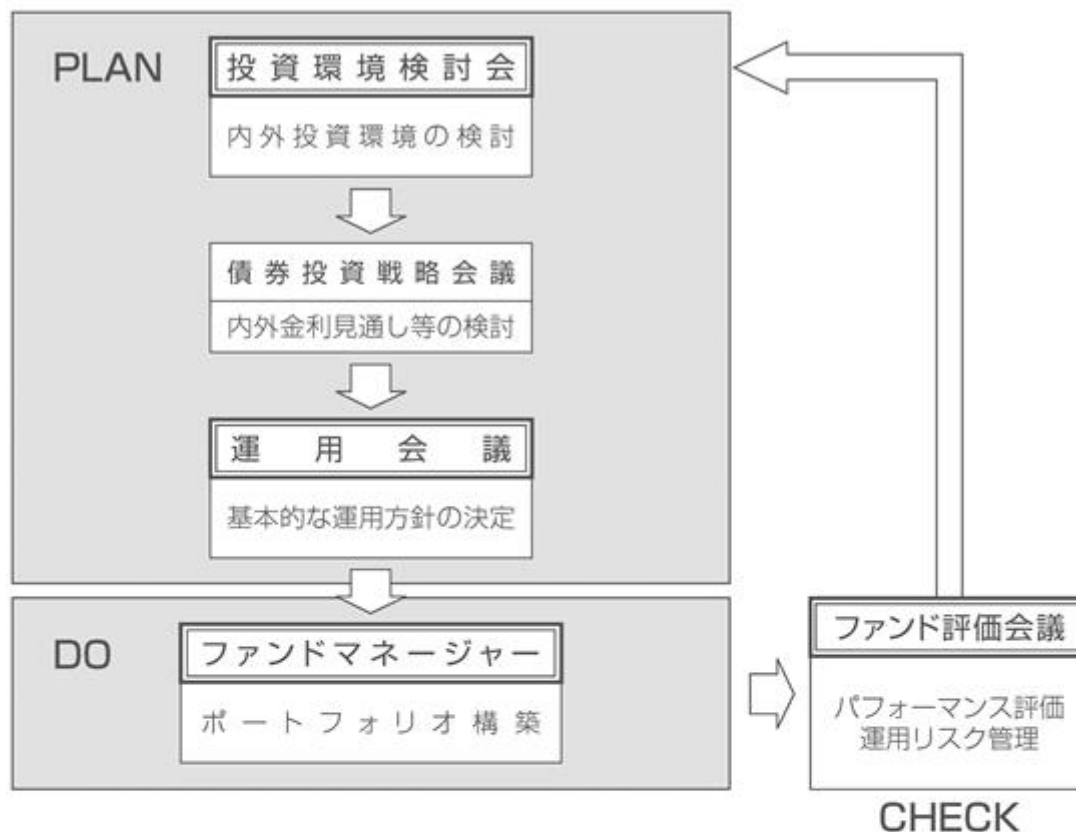 PLAN
投資環境検討会
内外投資環境の検討
債券投資戦略会議
内外金利見通し等の検討
運用会議
基本的な運用方針の決定
DO
ファンドマネージャー
ポートフォリオ構築
ファンド評価会議
パフォーマンス評価
運用リスク管理
CHECK